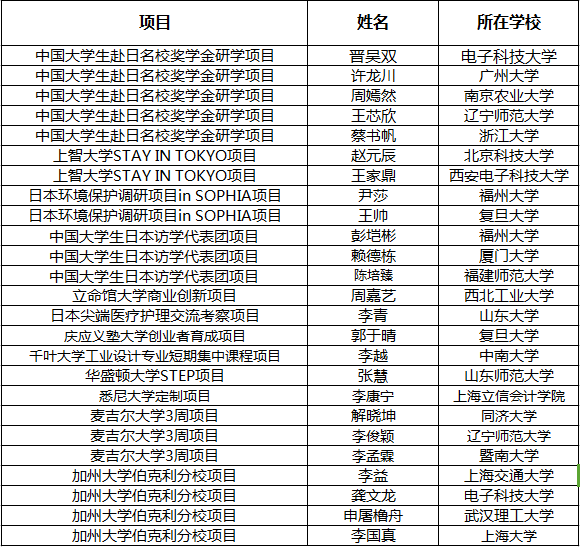 项目 姓名 所在学校
中国大学生赴日名校奖学金研学项目 晋昊双 电子科技大学
中国大学生赴日名校奖学金研学项目 许龙川 广州大学
中国大学生赴日名校奖学金研学项目 周嫣然 南京农业大学
中国大学生赴日名校奖学金研学项目 王芯欣 辽宁师范大学
中国大学生赴日名校奖学金研学项目 蔡书帆 浙江大学
上智大学STAY IN TOKYO项目 赵元辰 北京科技大学
上智大学STAY IN TOKYO项目 王家鼎 西安电子科技大学
日本环境保护调研项目in SOPHIA项目 尹莎 福州大学
日本环境保护调研项目in SOPHIA项目 王帅 复旦大学
中国大学生日本访学代表团项目 彭垲彬 福州大学
中国大学生日本访学代表团项目 赖德栋 厦门大学
中国大学生日本访学代表团项目 陈培臻 福建师范大学
立命馆大学商业创新项目 周嘉艺 西北工业大学
日本尖端医疗护理交流考察项目 李青 山东大学
庆应义塾大学创业者育成项目 郭于晴 复旦大学
千叶大学工业设计专业短期集中课程项目 李越 中南大学
华盛顿大学STEP项目 张慧 山东师范大学
悉尼大学定制项目 李康宁 上海立信会计学院
麦吉尔大学3周项目 解晓坤 同济大学
麦吉尔大学3周项目 李俊颖 辽宁师范大学
麦吉尔大学3周项目 李孟霖 暨南大学
加州大学伯克利分校项目 李益 上海交通大学
加州大学伯克利分校项目 龚文龙 电子科技大学
加州大学伯克利分校项目 申屠橹舟 武汉理工大学
加州大学伯克利分校项目 李国真 上海大学